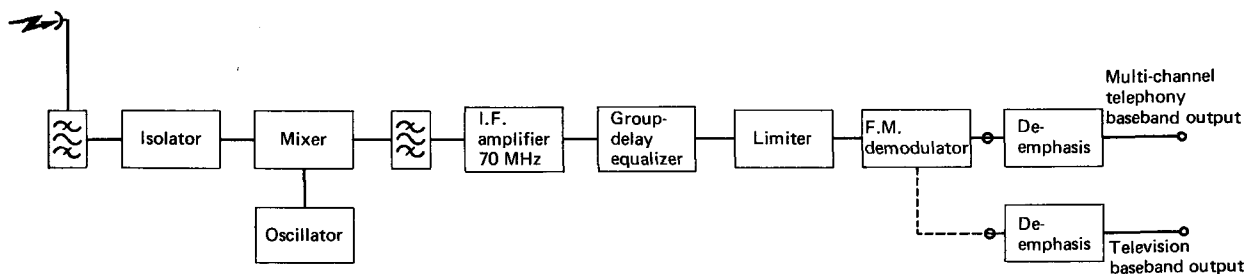 Isolator
Mixer
Oscillator
I.F.
amplifier
70 MHz
Group-
delay
equalizer
Limiter
F.M.
demodulator
De-
emphasis
Multi-channel
telephony
baseband output
De-
emphasis
Television
baseband output